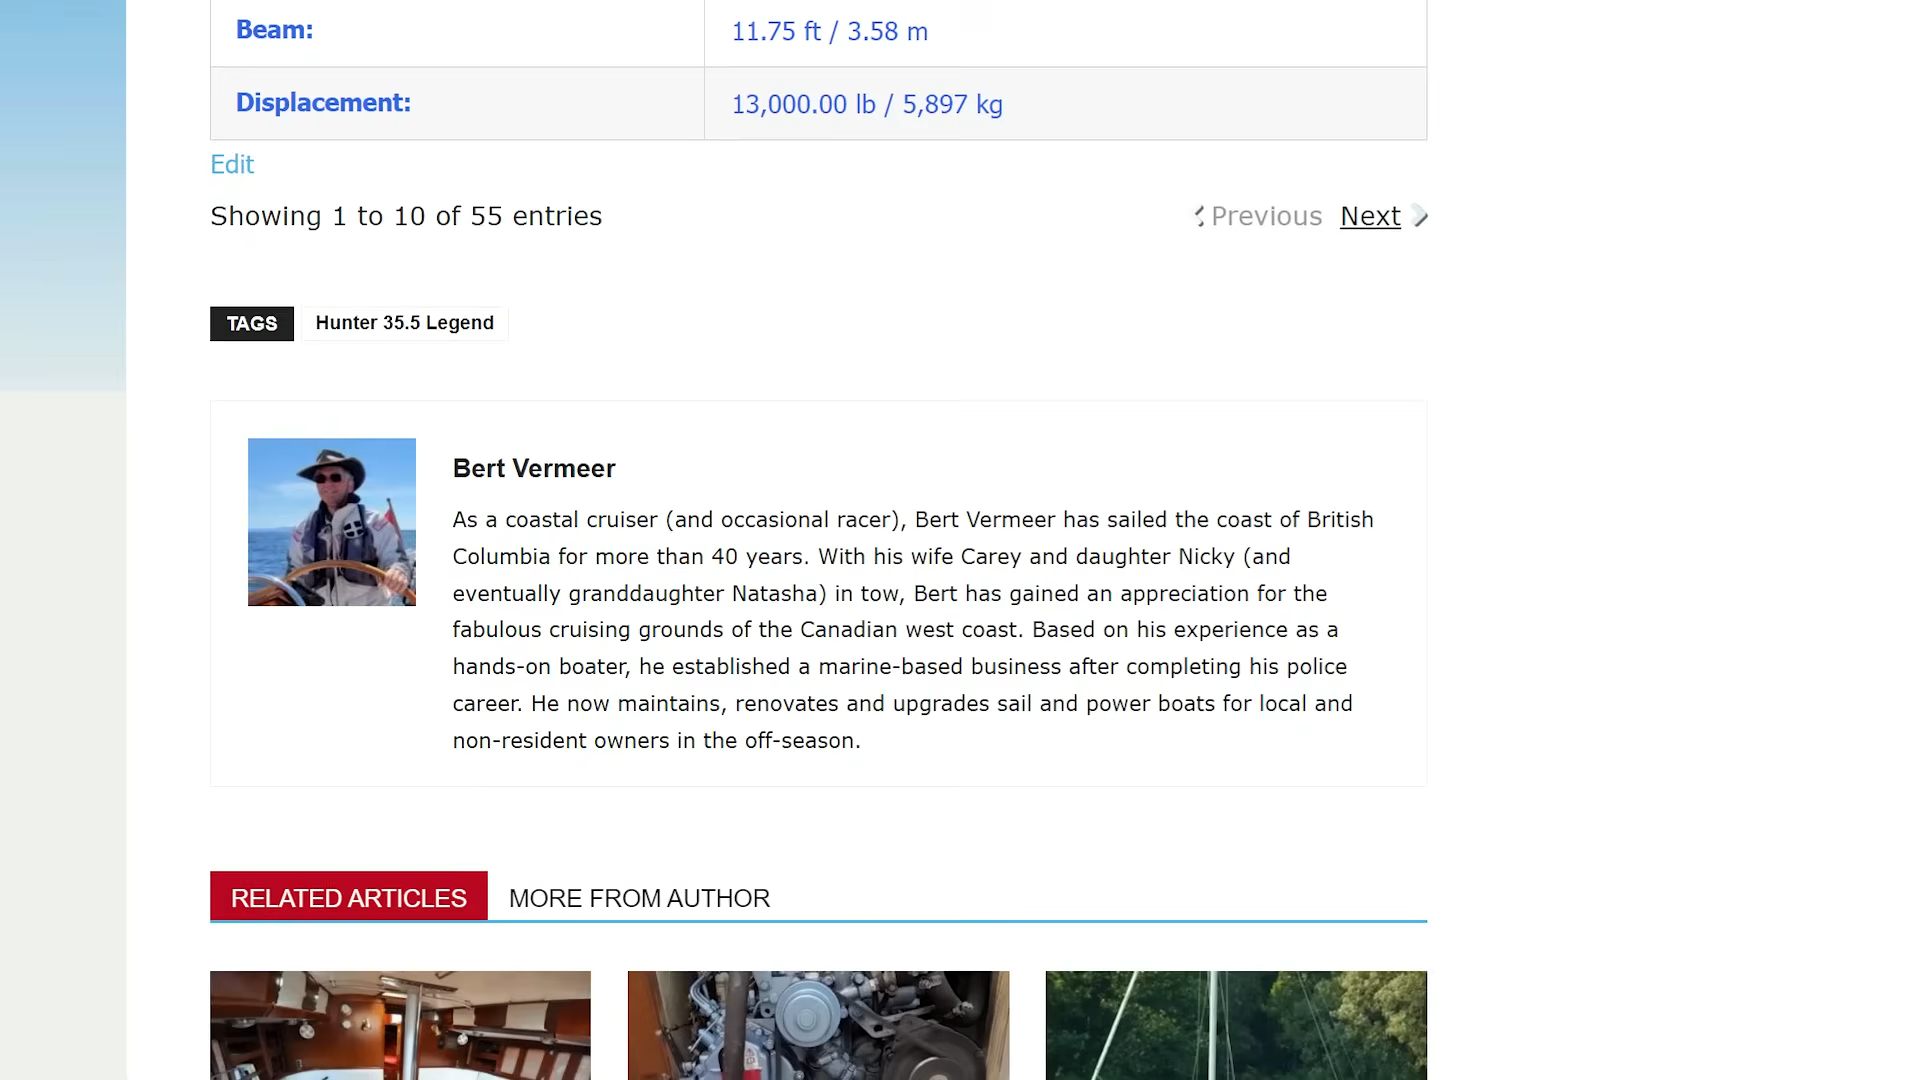 Beam:
11.75 ft / 3.58 m
Displacement:
13,000.00 lb / 5,897 kg
Edit
Showing 1 to 10 of 55 entries
Previous Next
TAGS Hunter 35.5 Legend
Bert Vermeer
As a coastal cruiser (and occasional racer), Bert Vermeer has sailed the coast of British
Columbia for more than 40 years. With his wife Carey and daughter Nicky (and
eventually granddaughter Natasha) in tow, Bert has gained an appreciation for the
fabulous cruising grounds of the Canadian west coast. Based on his experience as a
hands-on boater, he established a marine-based business after completing his police
career. He now maintains, renovates and upgrades sail and power boats for local and
non-resident owners in the off-season.
RELATED ARTICLES MORE FROM AUTHOR